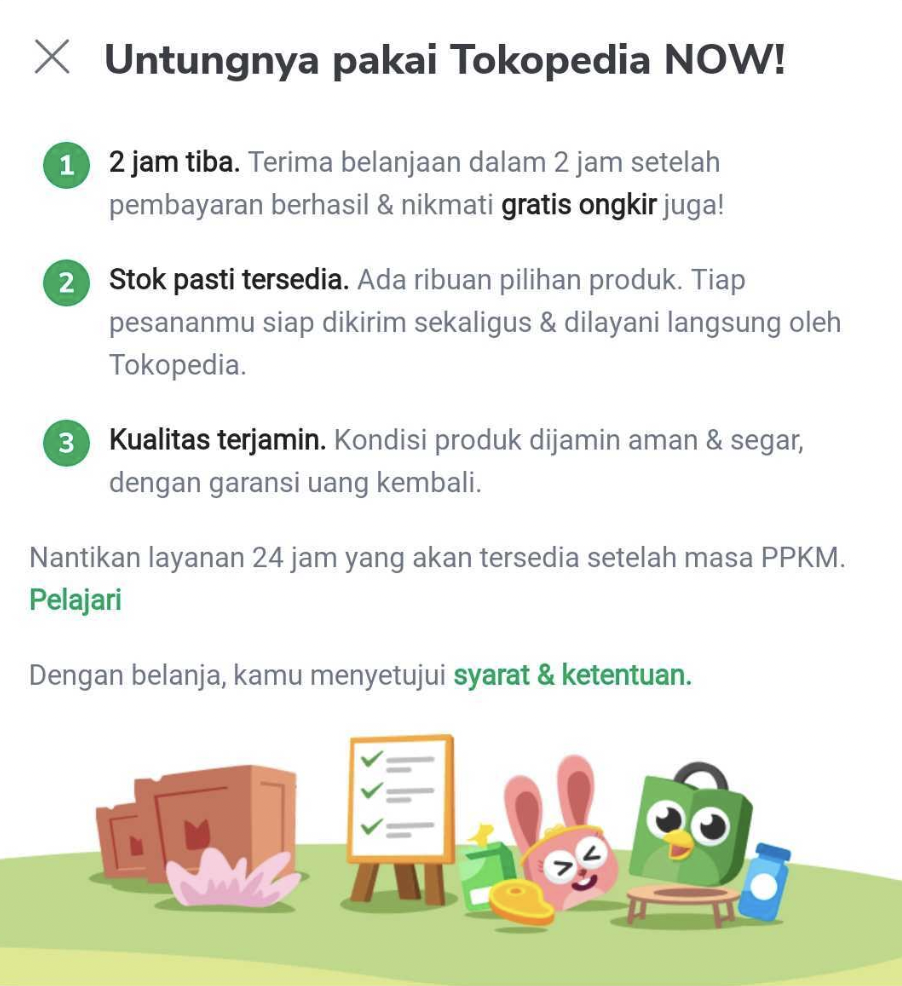 Untungnya pakai Tokopedia NOW!
1
2 jam tiba. Terima belanjaan dalam 2 jam setelah
pembayaran berhasil & nikmati gratis ongkir juga!
2
Stok pasti tersedia. Ada ribuan pilihan produk. Tiap
pesananmu siap dikirim sekaligus & dilayani langsung oleh
Tokopedia.
3
Kualitas terjamin. Kondisi produk dijamin aman & segar,
dengan garansi uang kembali.
Nantikan layanan 24 jam yang akan tersedia setelah masa PPKM.
Pelajari
Dengan belanja, kamu menyetujui syarat & ketentuan.